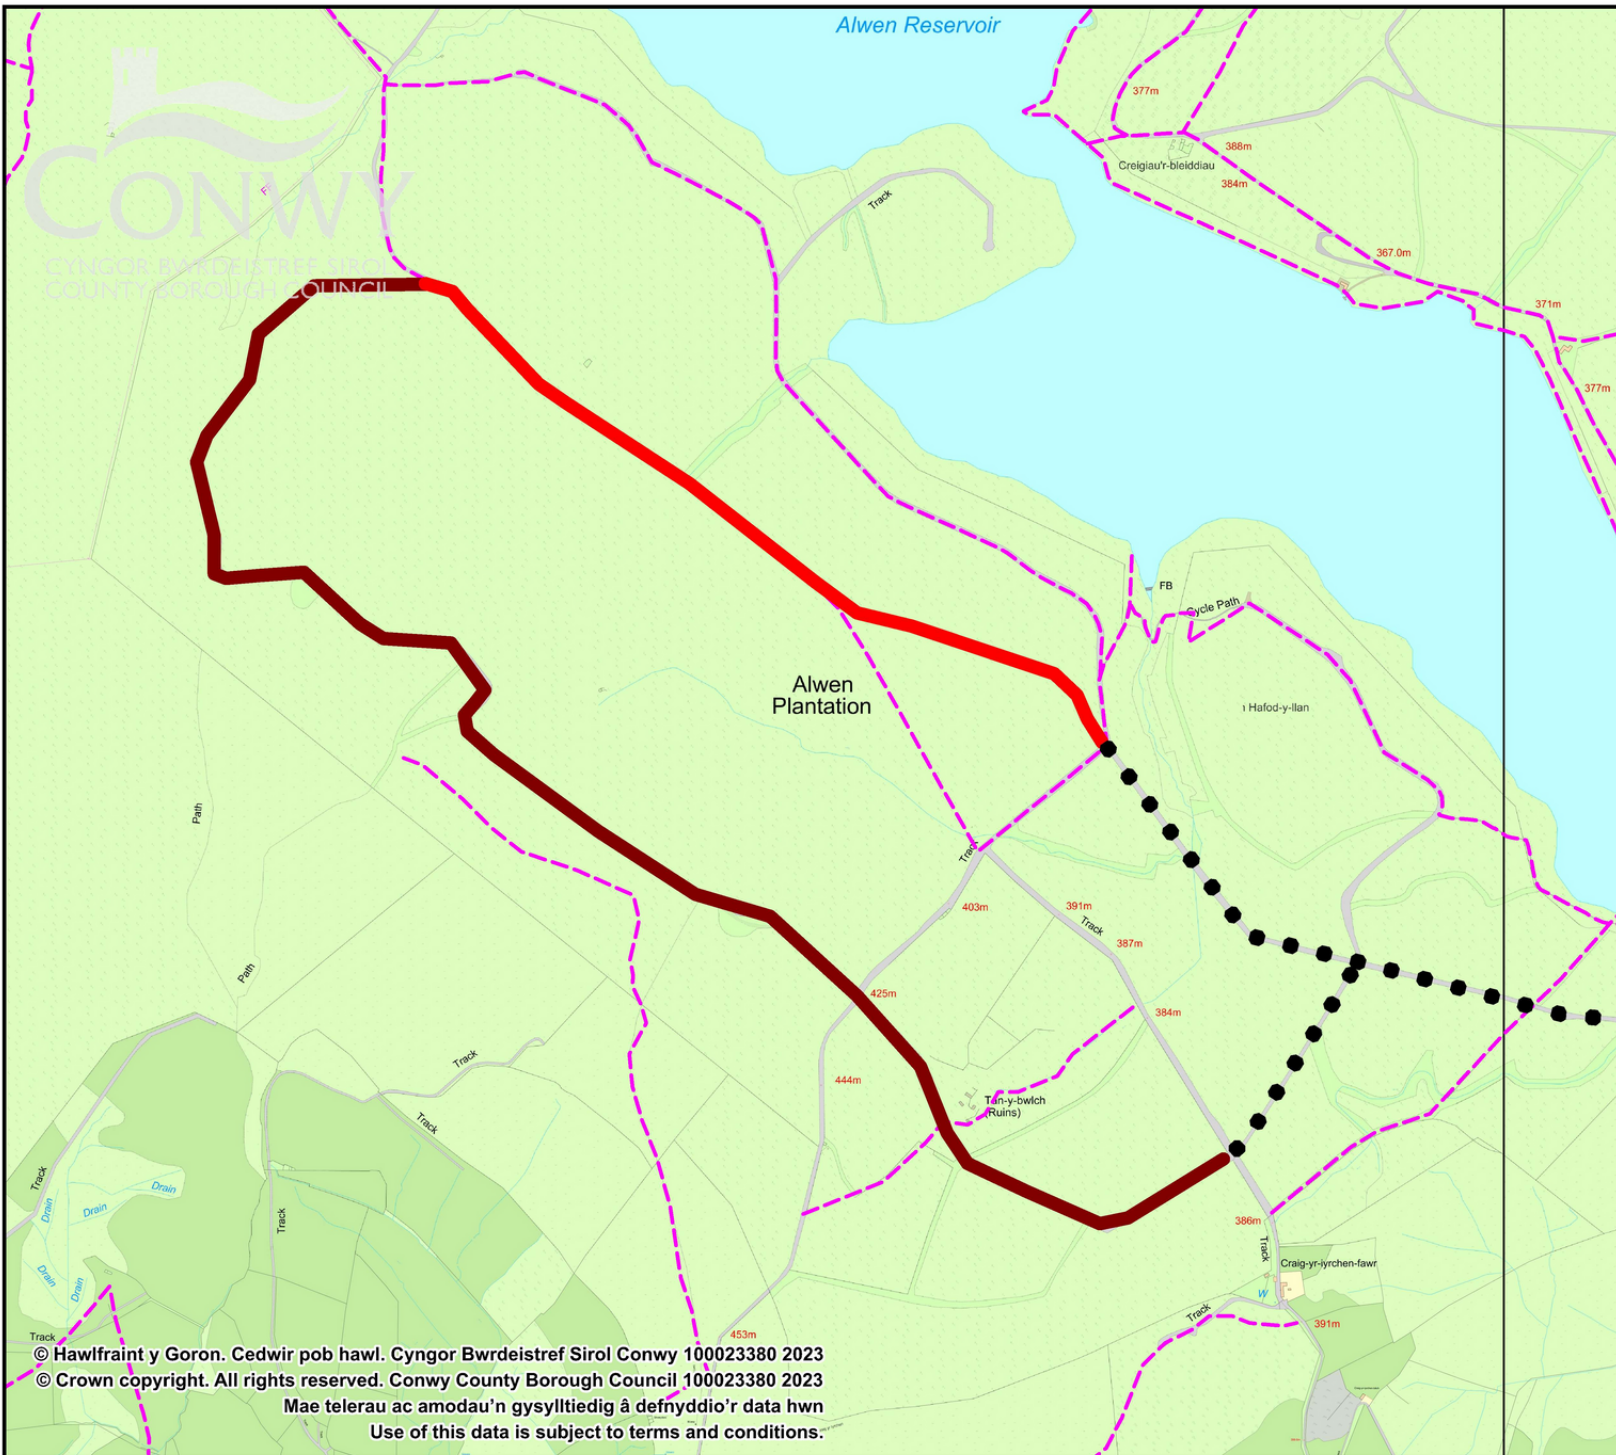 Alwen Reservoir
377m
388m
Creigiau'r-bleiddiau
384m
Track
CONWY
CYNGOR BWRDEISTREF SIROL
COUNTY BOROUGH COUNCIL
367.0m
371m
377m
FB
Cycle Path
Alwen
Plantation
Hafod-y-llan
Path
Track
403m
391m
Track
387m
Path
425m
384m
Track
444m
Tan-y-bwlch
(Ruins)
Track
Track
Drain
Drain
Drain
Track
386m
Track
Craig-yr-iyrchen-fawr
Drain
Drain
W
Track
391m
Track
453m
© Hawlfraint y Goron. Cedwir pob hawl. Cyngor Bwrdeistref Sirol Conwy 100023380 2023
© Crown copyright. All rights reserved. Conwy County Borough Council 100023380 2023
Mae telerau ac amodau’n gysylltiedig â defnyddio’r data hwn
Use of this data is subject to terms and conditions.